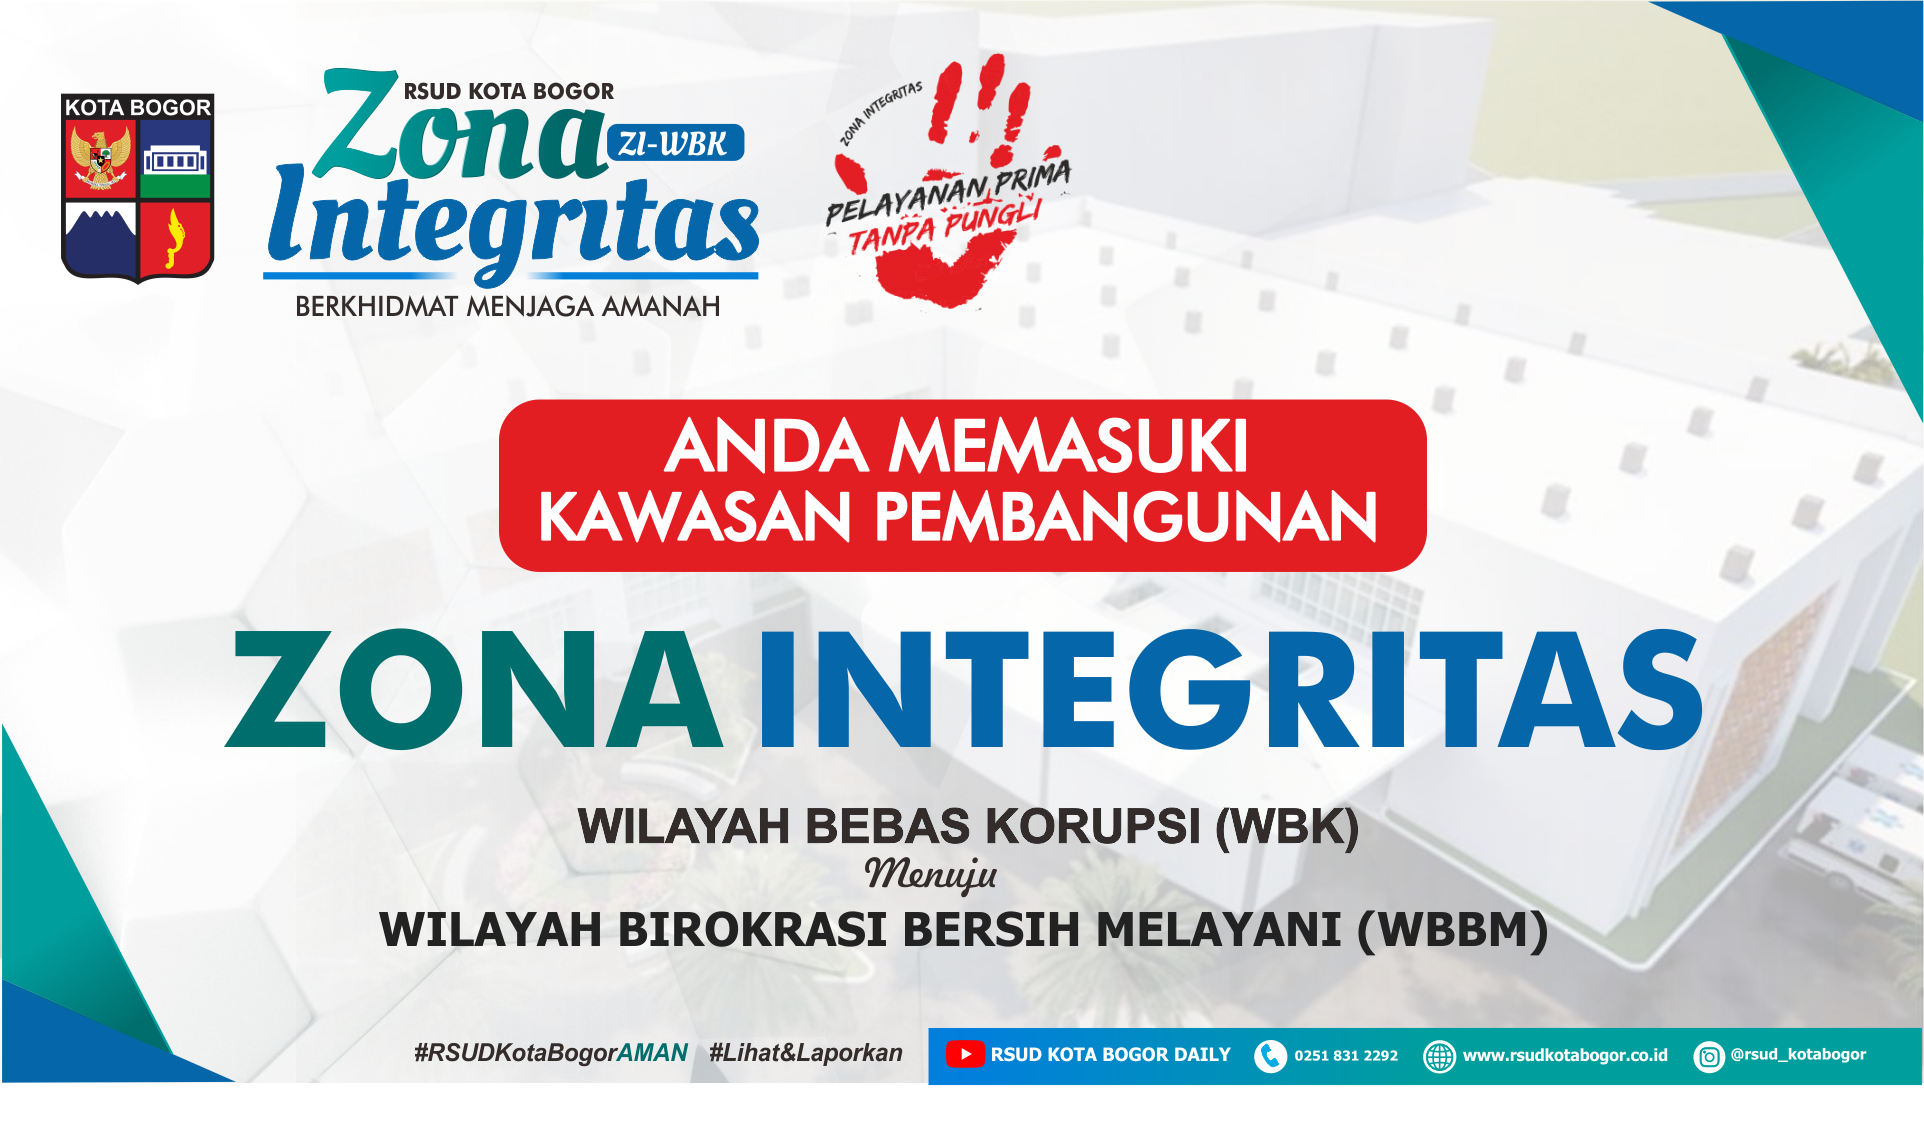 KOTA BOGOR
RSUD KOTA BOGOR
Zona
ZI-WBK
Integritas
BERKHIDMAT MENJAGA AMANAH
ZONA INTEGRITAS
PELAYANAN PRIMA
TANPA PUNGLI
ANDA MEMASUKI
KAWASAN PEMBANGUNAN
ZONA INTEGRITAS
WILAYAH BEBAS KORUPSI (WBK)
Menuju
WILAYAH BIROKRASI BERSIH MELAYANI (WBBM)
#RSUDKotaBogorAMAN #Lihat&Laporkan
RSUD KOTA BOGOR DAILY 0251 831 2292 www.rsudkotabogor.co.id @rsud_kotabogor